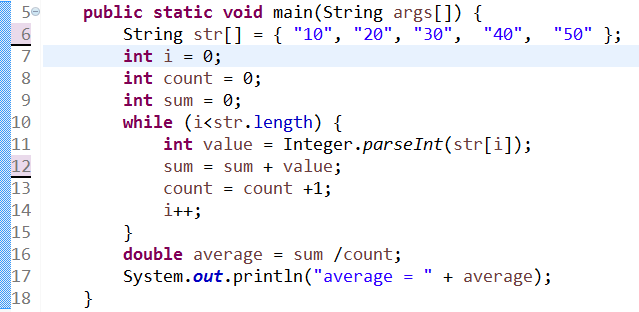 5 public static void main(String args[]) {
6 String str[] = { "10", "20", "30",  "40",  "50" };
7 int i = 0;
8 int count = 0;
9 int sum = 0;
10 while (i<str.length) {
11 int value = Integer.parseInt(str[i]);
12 sum = sum + value;
13 count = count +1;
14 i++;
15 }
16 double average = sum /count;
17 System.out.println("average = " + average);
18 }